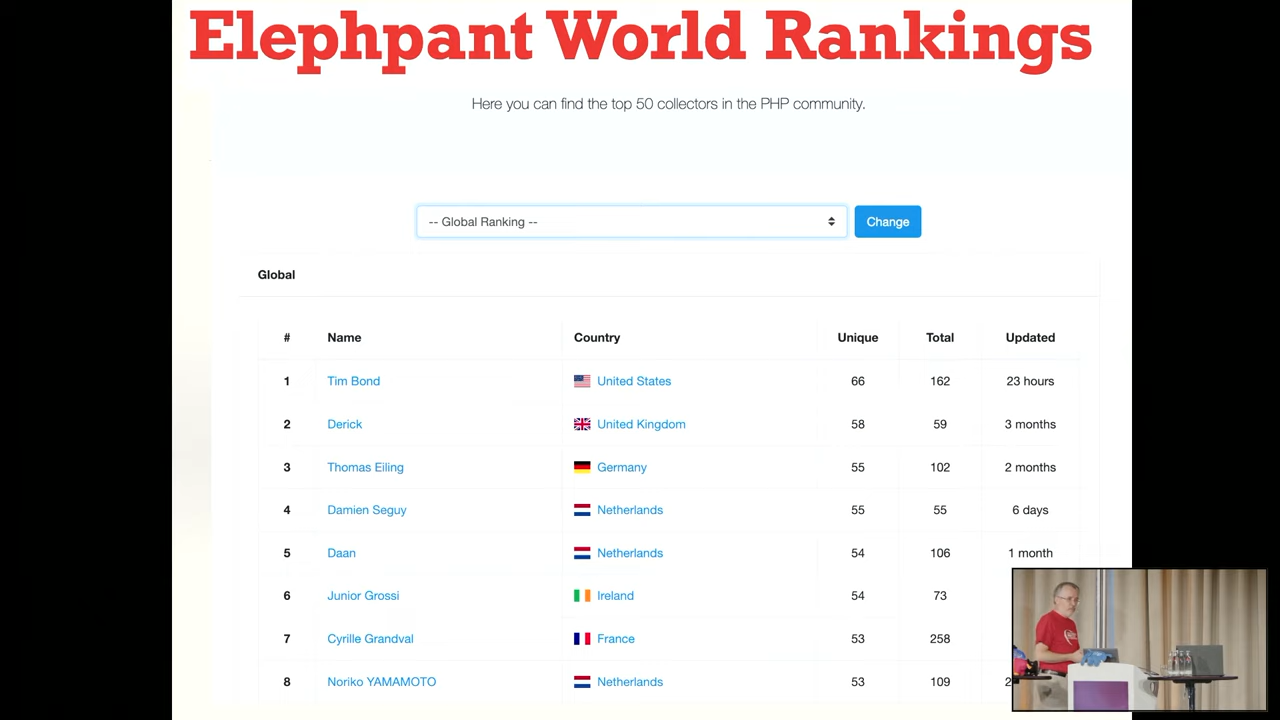 Elephpant World Rankings
Here you can find the top 50 collectors in the PHP community.
-- Global Ranking -- Change
Global
# Name Country Unique Total Updated
1 Tim Bond United States 66 162 23 hours
2 Derick United Kingdom 58 59 3 months
3 Thomas Eiling Germany 55 102 2 months
4 Damien Seguy Netherlands 55 55 6 days
5 Daan Netherlands 54 106 1 month
6 Junior Grossi Ireland 54 73
7 Cyrille Grandval France 53 258
8 Noriko YAMAMOTO Netherlands 53 109